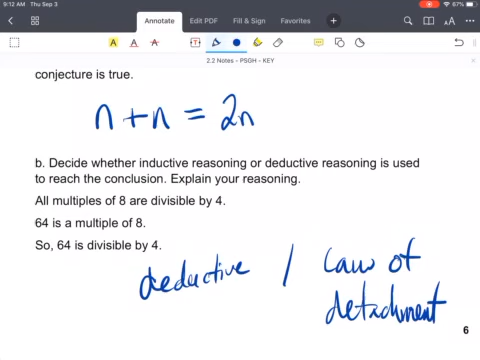 9:12 AM Thu Sep 3
67%
Annotate Edit PDF Fill & Sign Favorites
2.2 Notes - PSGH - KEY
conjecture is true.
n + n = 2n
b. Decide whether inductive reasoning or deductive reasoning is used
to reach the conclusion. Explain your reasoning.
All multiples of 8 are divisible by 4.
64 is a multiple of 8.
So, 64 is divisible by 4.
deductive / Law of
detachment
6